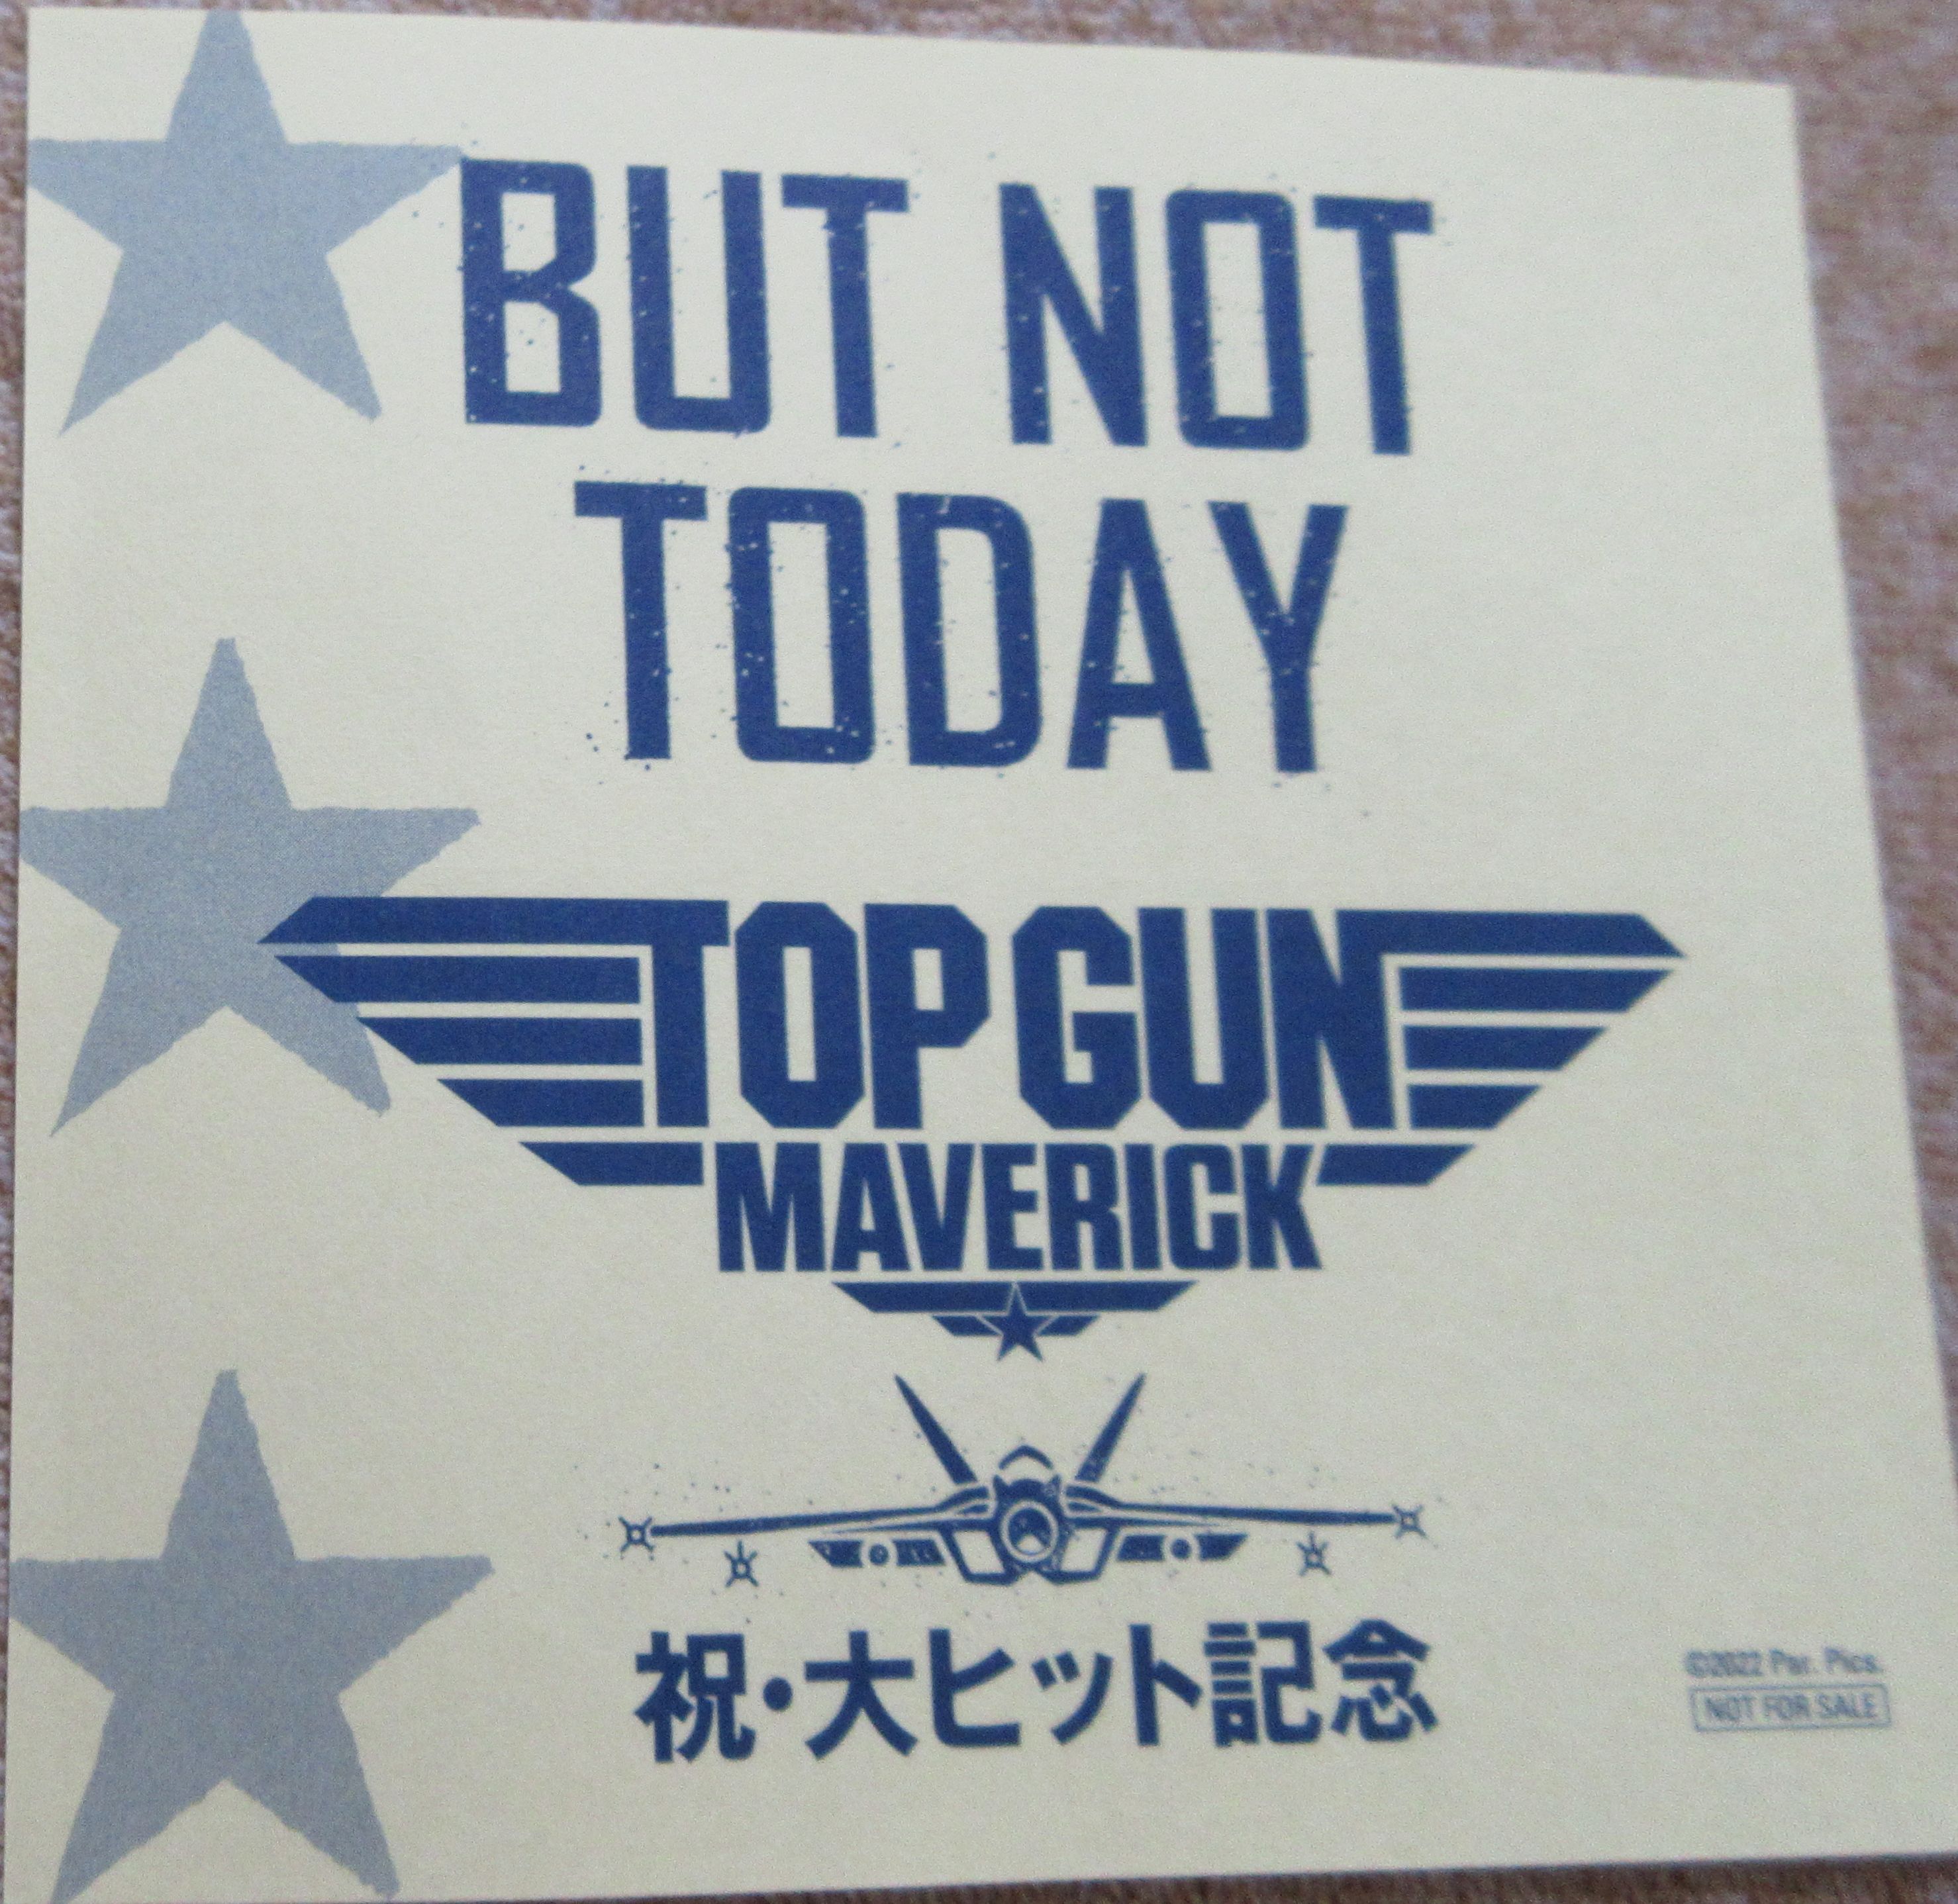 BUT NOT
TODAY
TOP GUN
MAVERICK
祝・大ヒット記念
©2022 Par. Pics.
NOT FOR SALE